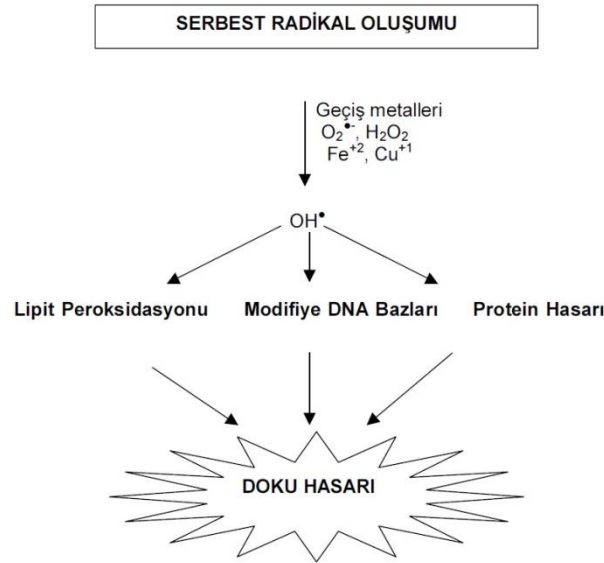 SERBEST RADİKAL OLUŞUMU
Geçiş metalleri
O₂•⁻, H₂O₂
Fe⁺², Cu⁺¹
OH•
Lipit Peroksidasyonu Modifiye DNA Bazları Protein Hasarı
DOKU HASARI